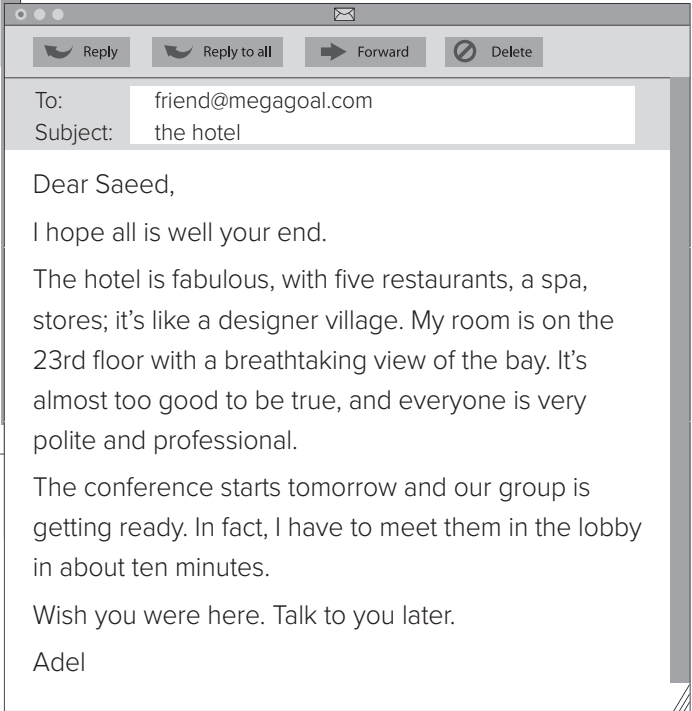 Reply Reply to all Forward Delete
To: friend@megagoal.com
Subject: the hotel
Dear Saeed,
I hope all is well your end.
The hotel is fabulous, with five restaurants, a spa,
stores; it's like a designer village. My room is on the
23rd floor with a breathtaking view of the bay. It's
almost too good to be true, and everyone is very
polite and professional.
The conference starts tomorrow and our group is
getting ready. In fact, I have to meet them in the lobby
in about ten minutes.
Wish you were here. Talk to you later.
Adel